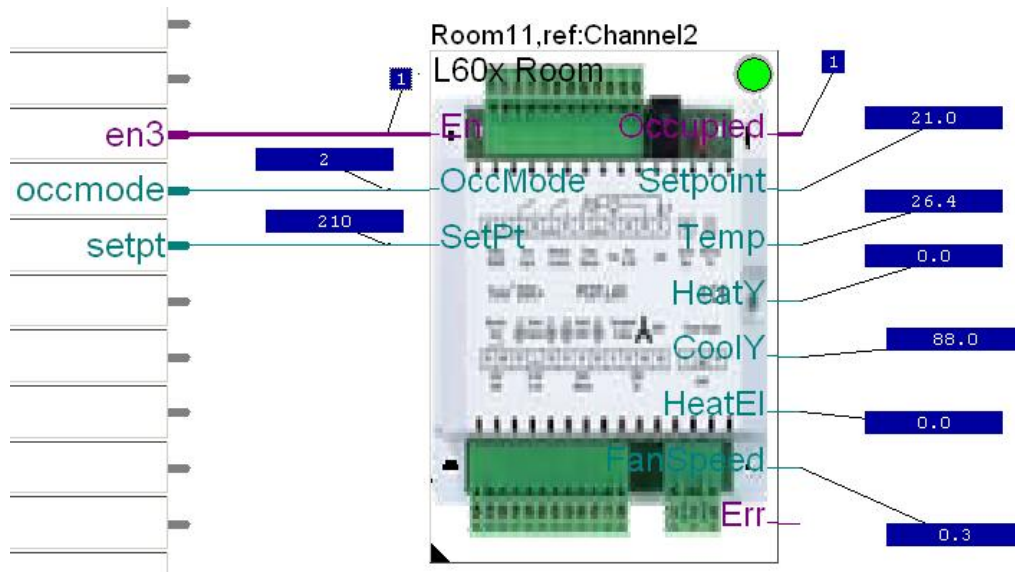 Room11,ref:Channel2
L60x Room
1
1
en3
En
Occupied
21.0
2
occmode
OccMode
Setpoint
26.4
210
setpt
SetPt
Temp
0.0
HeatY
88.0
CoolY
HeatEl
0.0
FanSpeed
Err
0.3